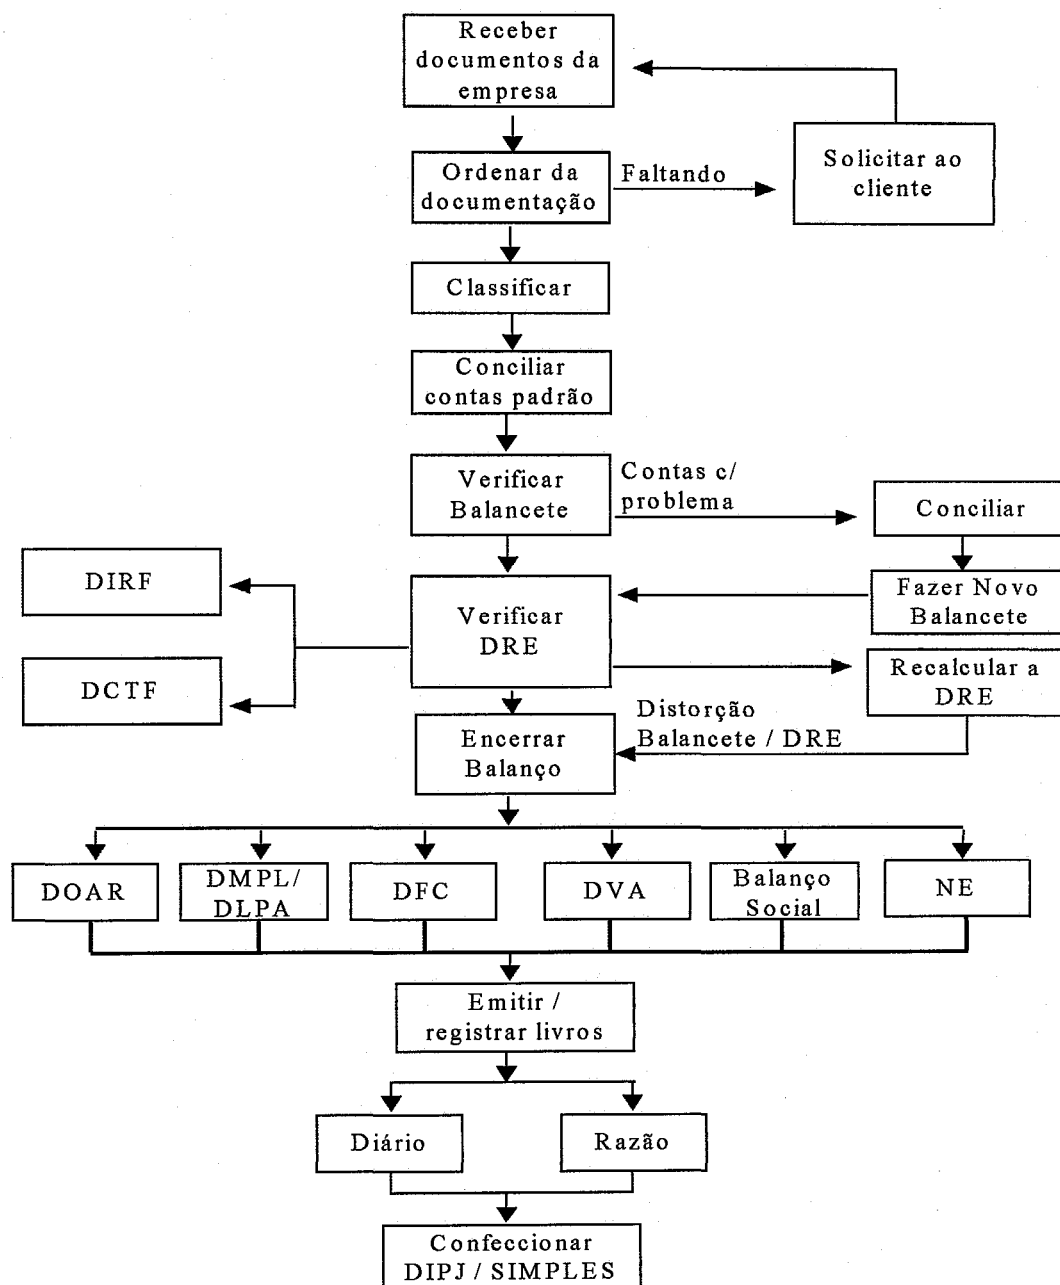 Receber
documentos da
empresa
Solicitar ao
cliente
Ordenar da
documentação
Faltando
Classificar
Conciliar
contas padrão
Verificar
Balancete
Contas c/
problema
Conciliar
DIRF
Verificar
DRE
Fazer Novo
Balancete
DCTF
Recalcular a
DRE
Encerrar
Balanço
Distorção
Balancete / DRE
DOAR
DMPL/
DLPA
DFC
DVA
Balanço
Social
NE
Emitir /
registrar livros
Diário
Razão
Confeccionar
DIPJ / SIMPLES